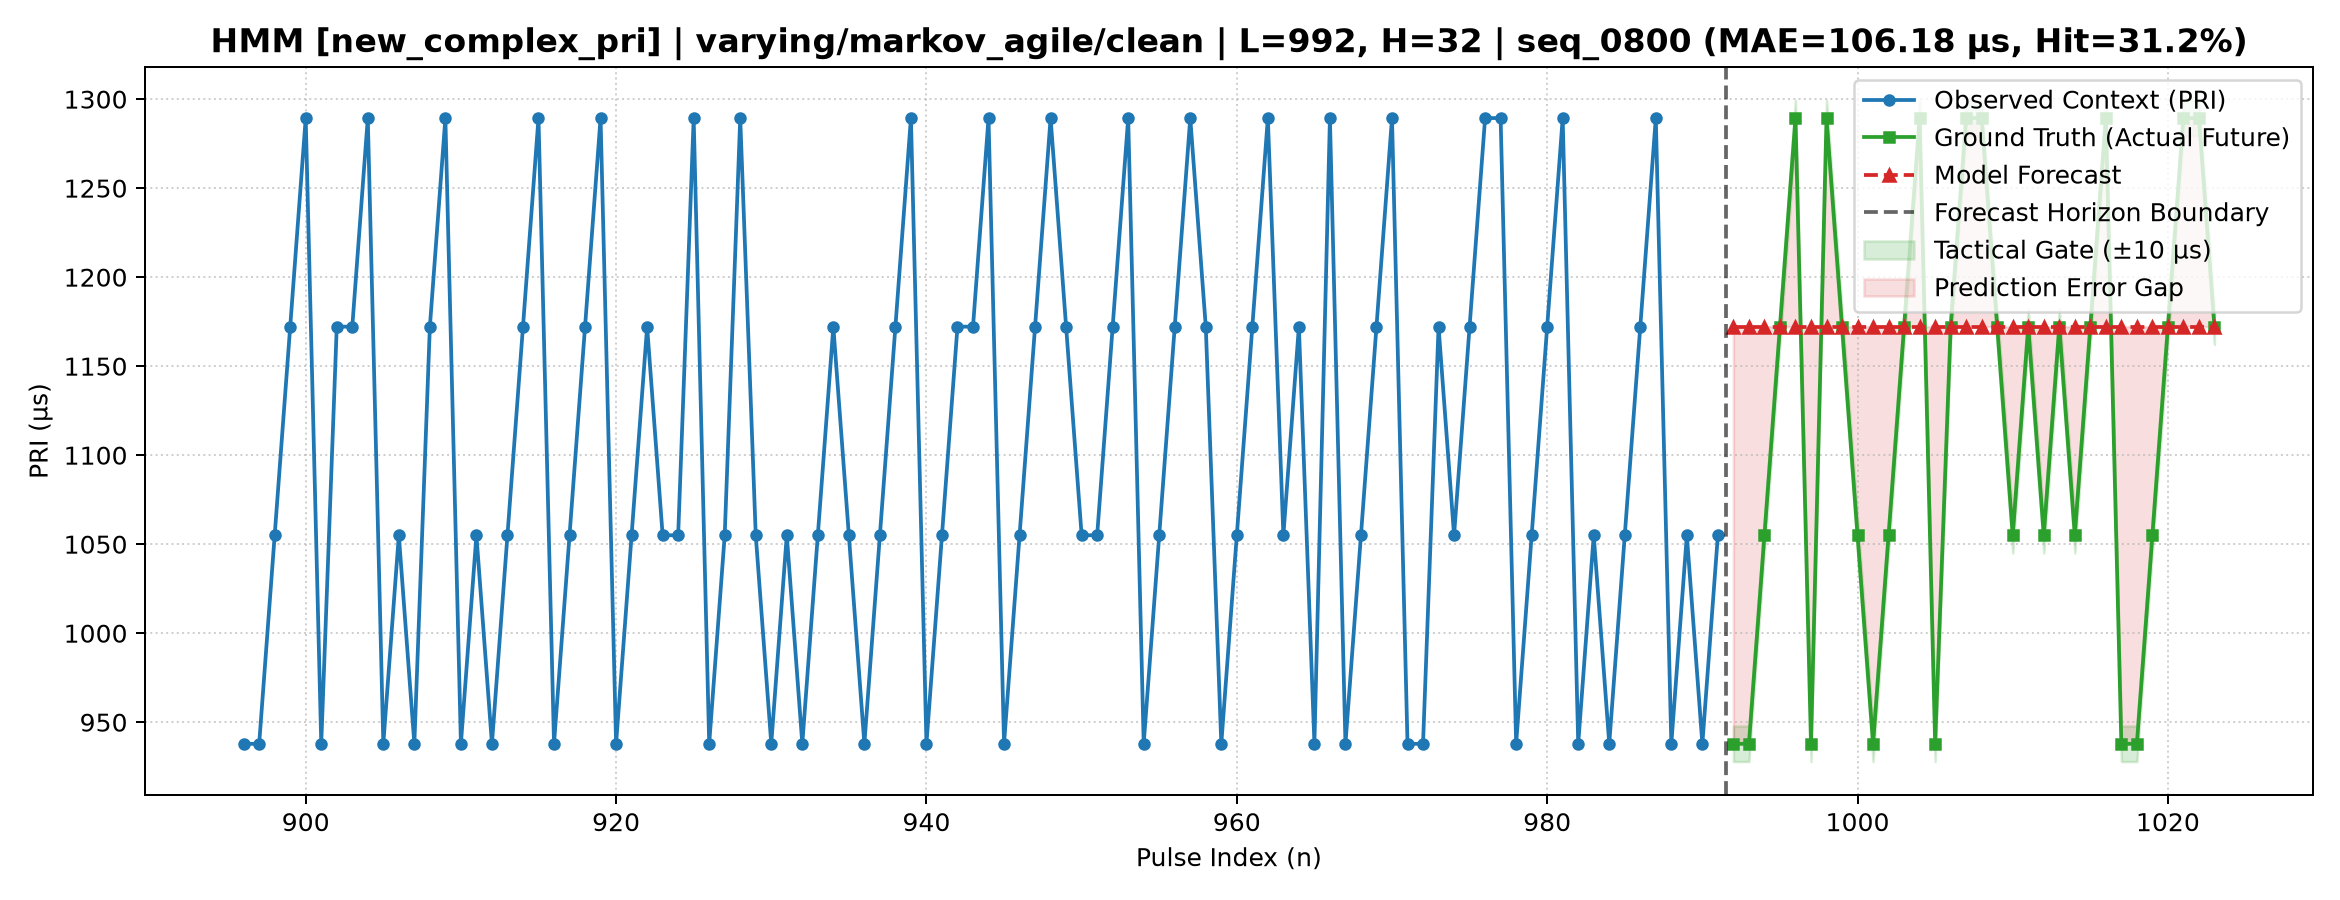 HMM [new_complex_pri] | varying/markov_agile/clean | L=992, H=32 | seq_0800 (MAE=106.18 µs, Hit=31.2%)
1300
1250
1200
1150
1100
1050
1000
950
PRI (µs)
Observed Context (PRI)
Ground Truth (Actual Future)
Model Forecast
Forecast Horizon Boundary
Tactical Gate (±10 µs)
Prediction Error Gap
900
920
940
960
980
1000
1020
Pulse Index (n)